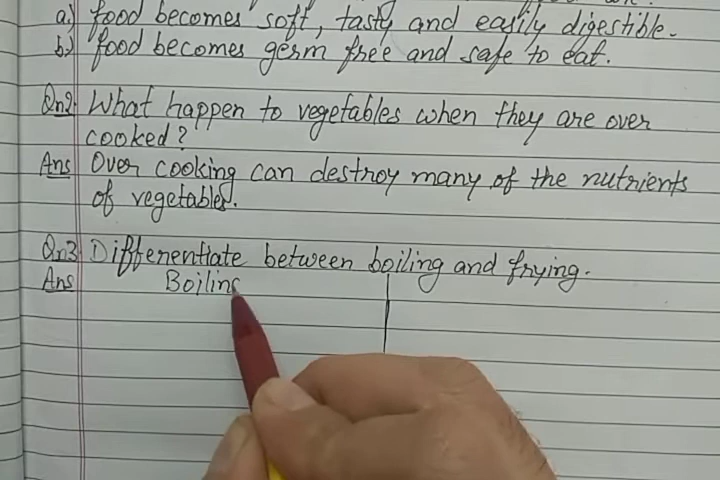 a) food becomes soft, tasty and easily digestible.
b) food becomes germ free and safe to eat.
Qn2. What happen to vegetables when they are over
cooked?
Ans Over cooking can destroy many of the nutrients
of vegetables.
Qn3. Differentiate between boiling and frying.
Ans Boiling